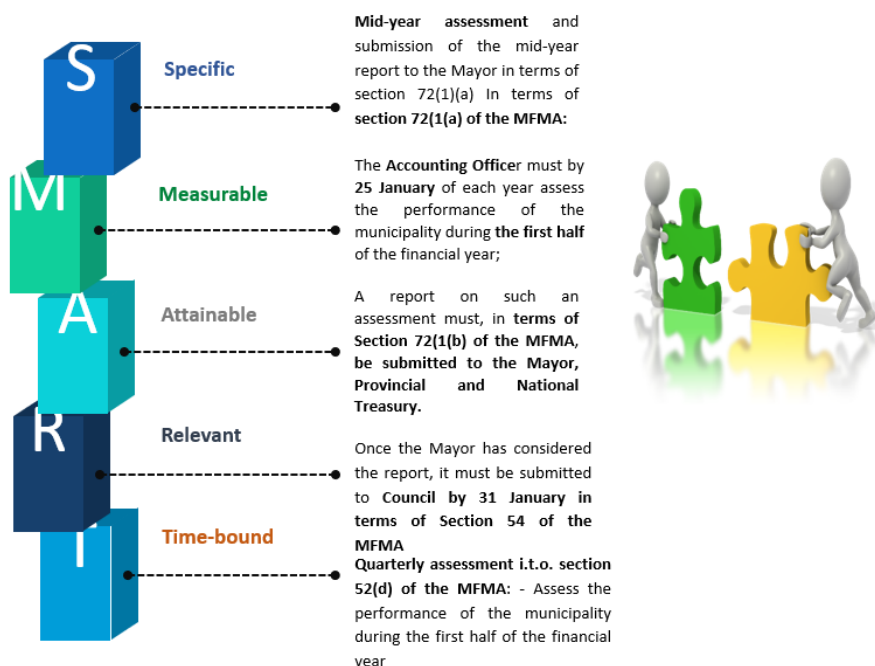 S
Specific
Mid-year assessment and
submission of the mid-year
report to the Mayor in terms of
section 72(1)(a) In terms of
section 72(1(a) of the MFMA:
M
Measurable
The Accounting Officer must by
25 January of each year assess
the performance of the
municipality during the first half
of the financial year;
A
Attainable
A report on such an
assessment must, in terms of
Section 72(1(b) of the MFMA,
be submitted to the Mayor,
Provincial and National
Treasury.
R
Relevant
Once the Mayor has considered
the report, it must be submitted
to Council by 31 January in
terms of Section 54 of the
MFMA
T
Time-bound
Quarterly assessment i.t.o. section
52(d) of the MFMA: - Assess the
performance of the municipality
during the first half of the financial
year